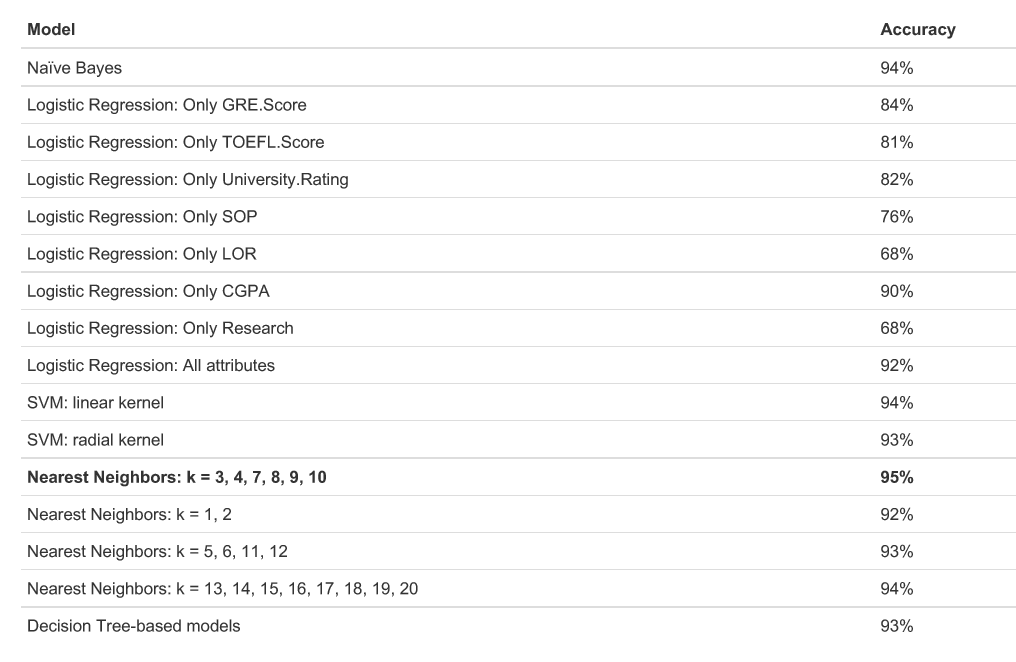 Model Accuracy
Naïve Bayes 94%
Logistic Regression: Only GRE.Score 84%
Logistic Regression: Only TOEFL.Score 81%
Logistic Regression: Only University.Rating 82%
Logistic Regression: Only SOP 76%
Logistic Regression: Only LOR 68%
Logistic Regression: Only CGPA 90%
Logistic Regression: Only Research 68%
Logistic Regression: All attributes 92%
SVM: linear kernel 94%
SVM: radial kernel 93%
Nearest Neighbors: k = 3, 4, 7, 8, 9, 10 95%
Nearest Neighbors: k = 1, 2 92%
Nearest Neighbors: k = 5, 6, 11, 12 93%
Nearest Neighbors: k = 13, 14, 15, 16, 17, 18, 19, 20 94%
Decision Tree-based models 93%